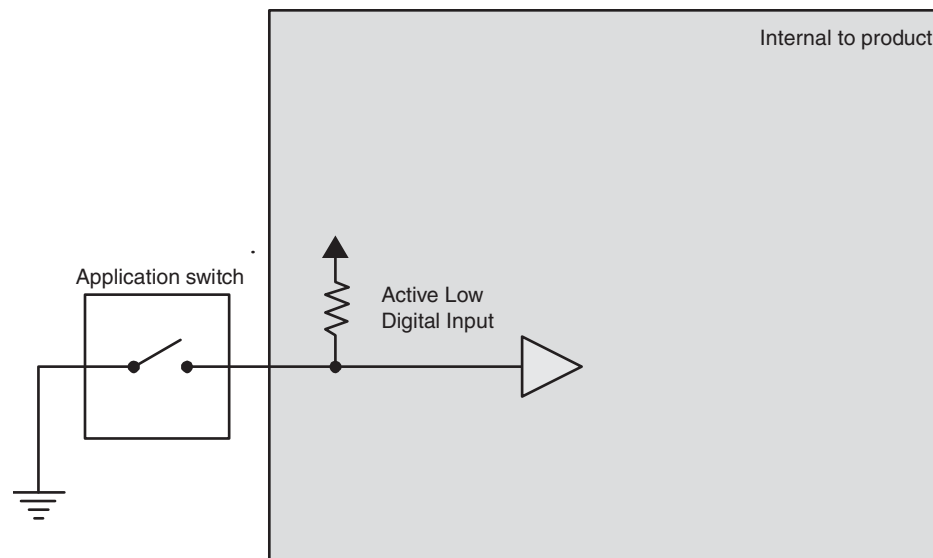 Internal to product
Application switch
Active Low
Digital Input